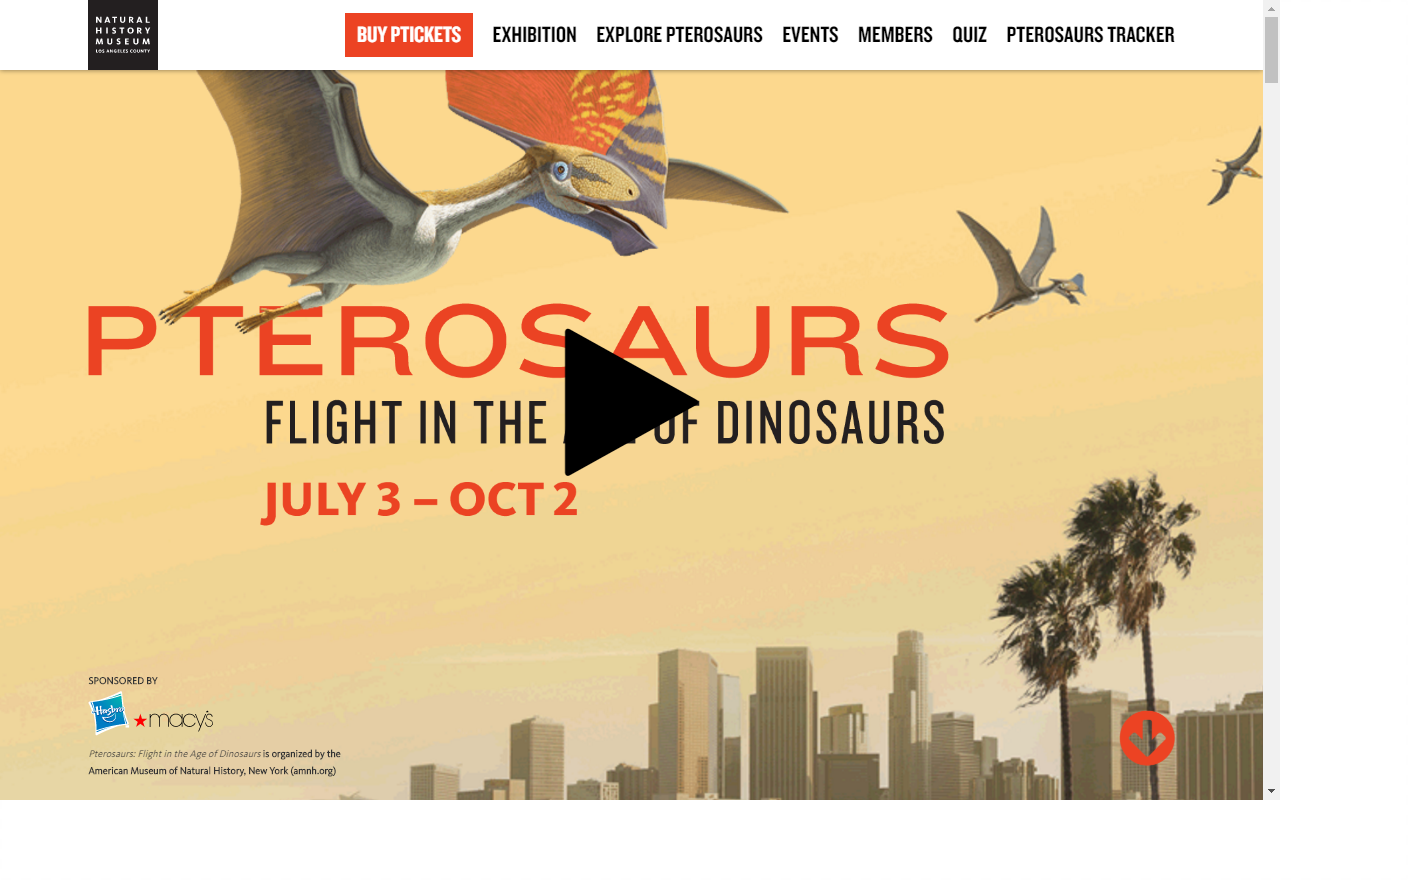 NATURAL
HISTORY
MUSEUM
LOS ANGELES COUNTY
BUY PTICKETS EXHIBITION EXPLORE PTEROSAURS EVENTS MEMBERS QUIZ PTEROSAURS TRACKER
PTEROSAURS
FLIGHT IN THE OF DINOSAURS
JULY 3 – OCT 2
SPONSORED BY
Hasbro
macy's
Pterosaurs: Flight in the Age of Dinosaurs is organized by the
American Museum of Natural History, New York (amnh.org)